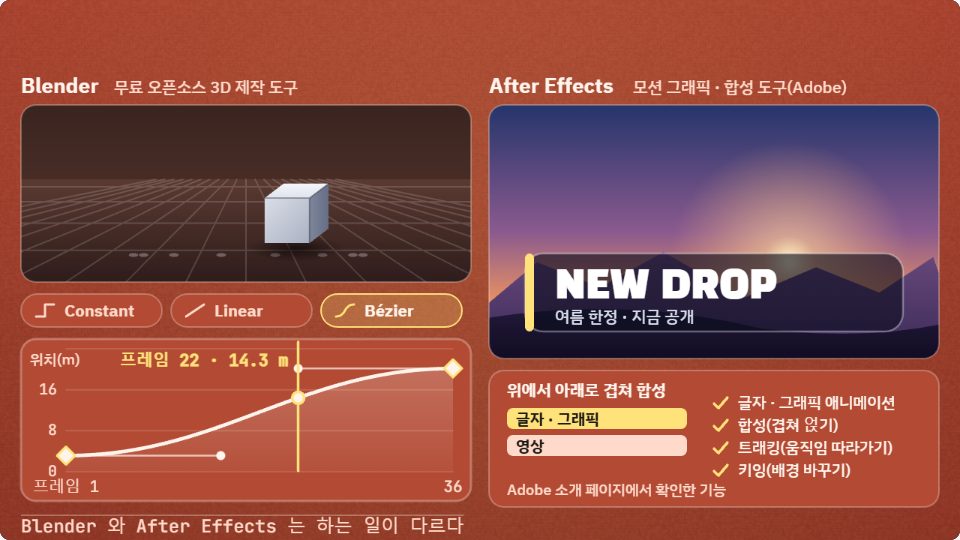 Blender 무료 오픈소스 3D 제작 도구
Constant
Linear
Bézier
위치(m)
프레임 22 · 14.3 m
16
8
0
프레임 1
36
After Effects 모션 그래픽 · 합성 도구(Adobe)
NEW DROP
여름 한정 · 지금 공개
위에서 아래로 겹쳐 합성
글자 · 그래픽
영상
글자 · 그래픽 애니메이션
합성(겹쳐 얹기)
트래킹(움직임 따라가기)
키잉(배경 바꾸기)
Adobe 소개 페이지에서 확인한 기능
Blender 와 After Effects 는 하는 일이 다르다